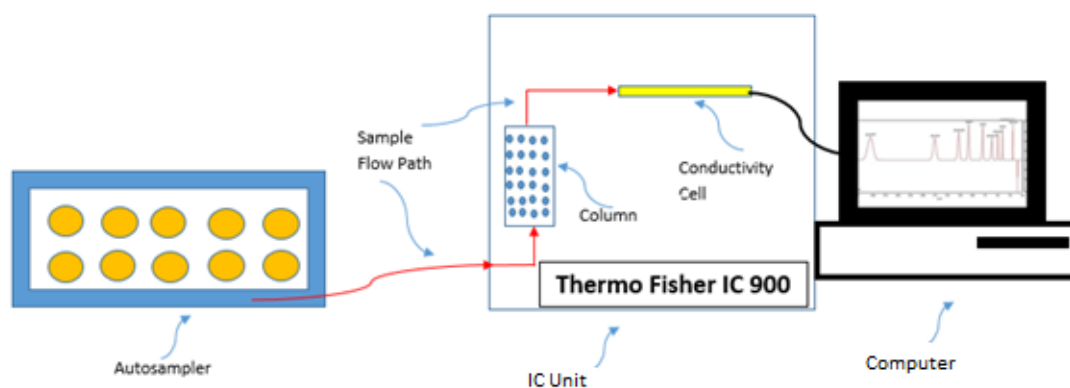 Sample
Flow Path
Conductivity
Cell
Column
Thermo Fisher IC 900
Autosampler
IC Unit
Computer